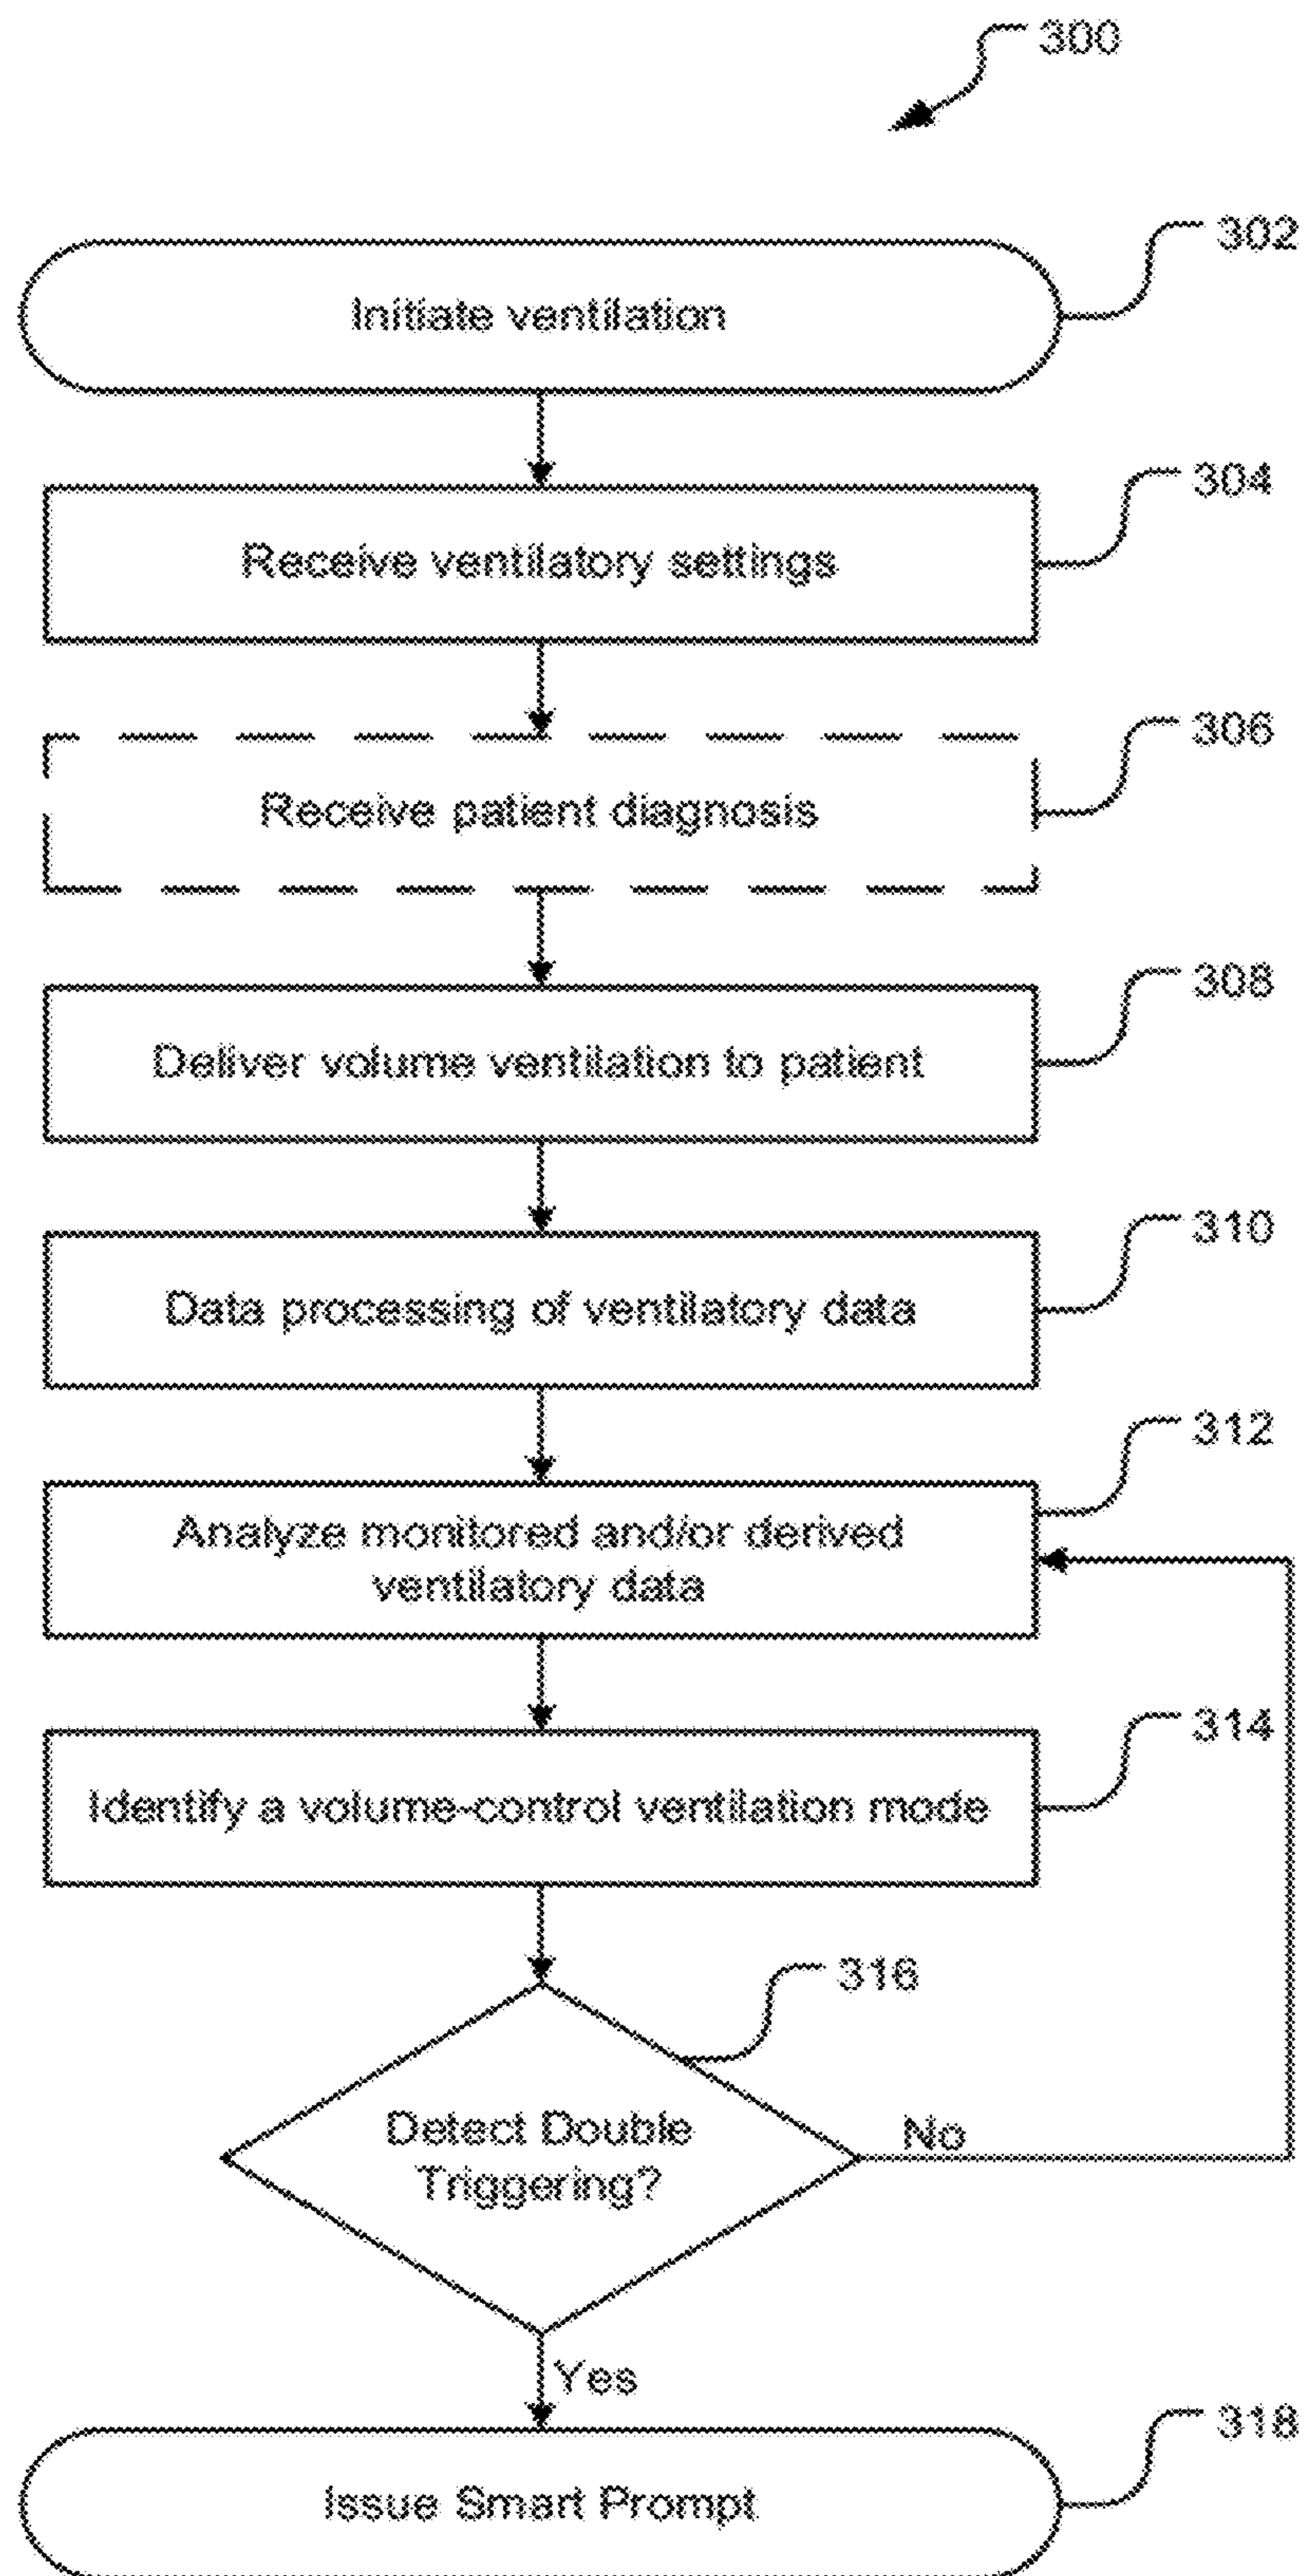 300
302
Initiate ventilation
304
Receive ventilatory settings
306
Receive patient diagnosis
308
Deliver volume ventilation to patient
310
Data processing of ventilatory data
312
Analyze monitored and/or derived
ventilatory data
314
Identify a volume-control ventilation mode
316
Detect Double
Triggering?
No
Yes
318
Issue Smart Prompt